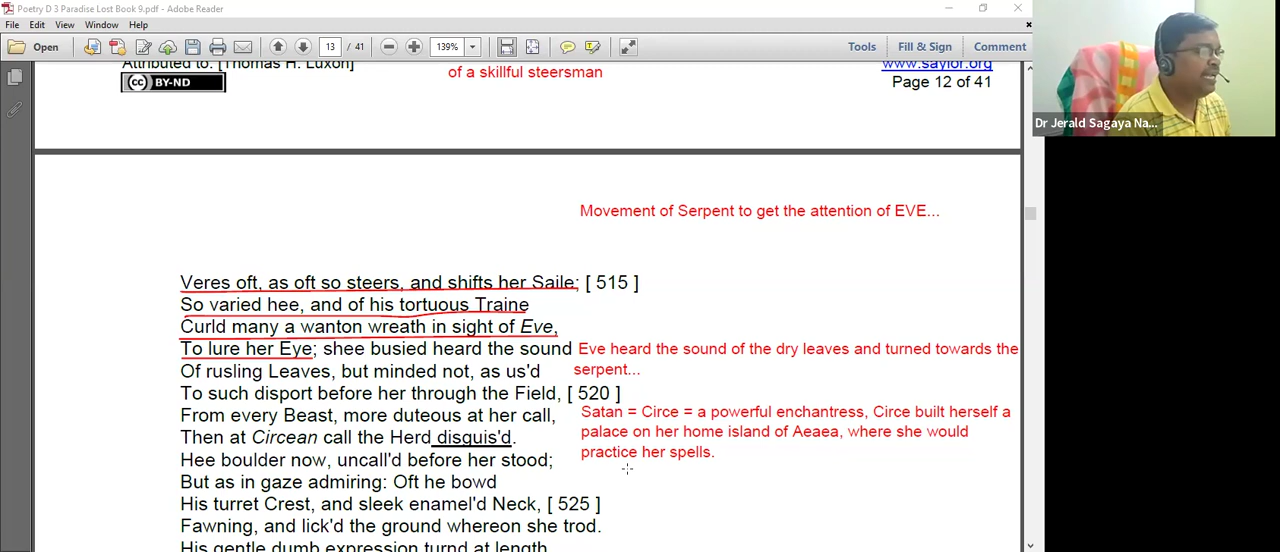 Poetry D 3 Paradise Lost Book 9.pdf - Adobe Reader
File Edit View Window Help
Open 13 / 41 139% Tools Fill & Sign Comment
Attributed to: [Thomas H. Luxon] www.saylor.org
of a skillful steersman
CC BY-ND Page 12 of 41
Dr Jerald Sagaya Na...
Movement of Serpent to get the attention of EVE...
Veres oft, as oft so steers, and shifts her Saile; [ 515 ]
So varied hee, and of his tortuous Traine
Curld many a wanton wreath in sight of Eve,
To lure her Eye; shee busied heard the sound Eve heard the sound of the dry leaves and turned towards the
Of rusling Leaves, but minded not, as us'd serpent...
To such disport before her through the Field, [ 520 ]
From every Beast, more duteous at her call, Satan = Circe = a powerful enchantress, Circe built herself a
Then at Circean call the Herd disguis'd. palace on her home island of Aeaea, where she would
Hee boulder now, uncall'd before her stood; practice her spells.
But as in gaze admiring: Oft he bowd
His turret Crest, and sleek enamel'd Neck, [ 525 ]
Fawning, and lick'd the ground whereon she trod.
His gentle dumb expression turnd at length